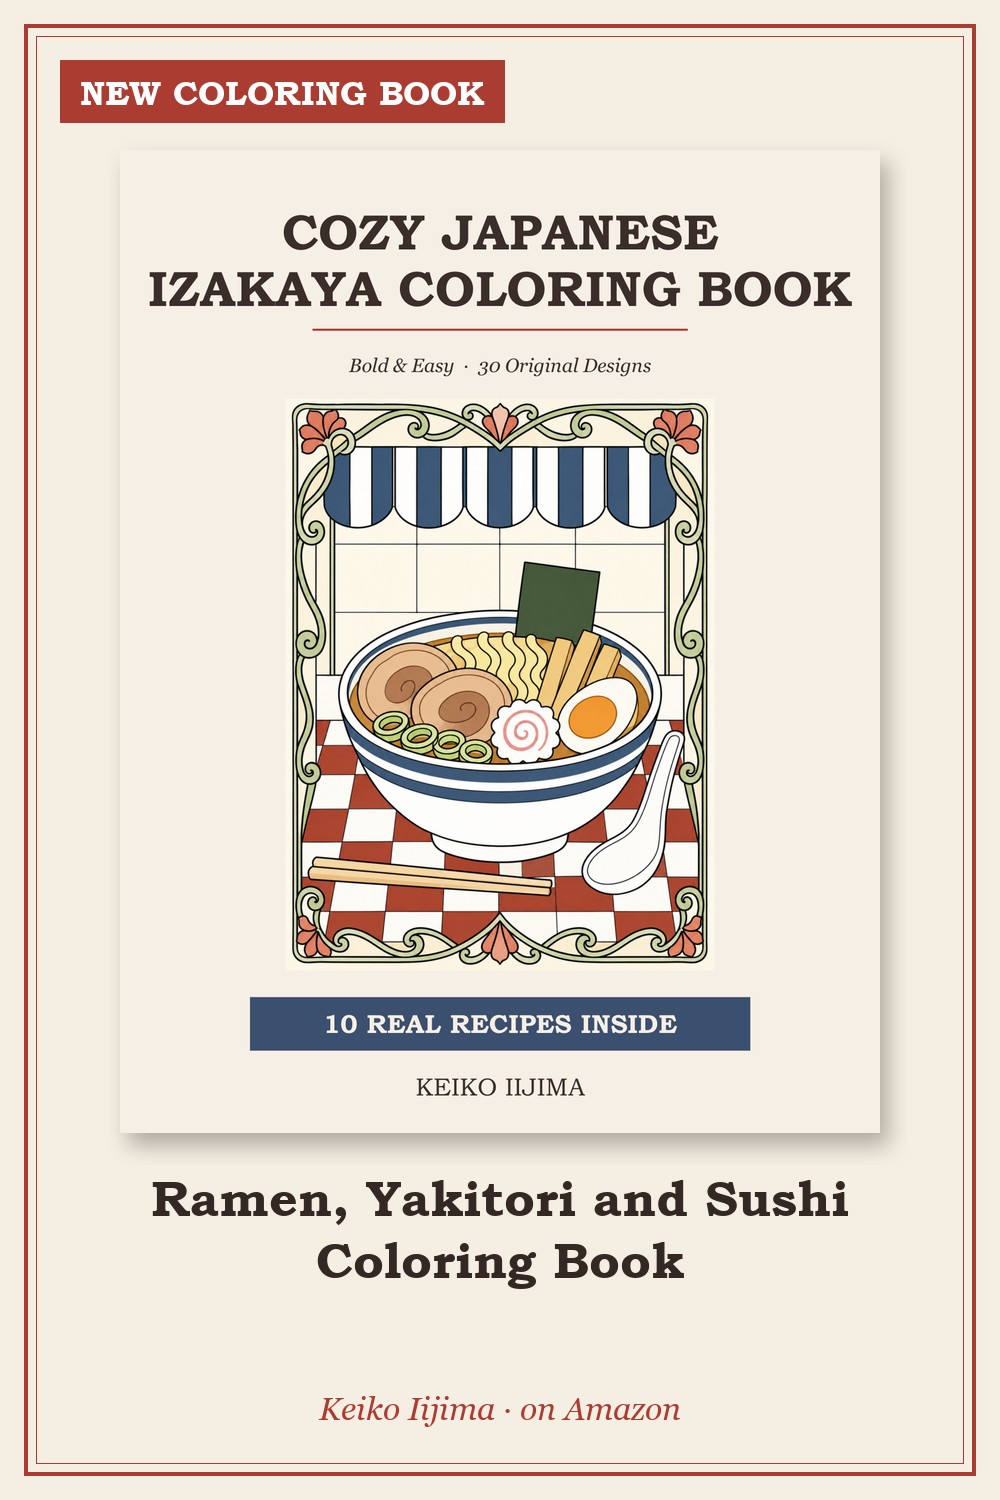 NEW COLORING BOOK
COZY JAPANESE
IZAKAYA COLORING BOOK
Bold & Easy · 30 Original Designs
10 REAL RECIPES INSIDE
KEIKO IIJIMA
Ramen, Yakitori and Sushi
Coloring Book
Keiko Iijima · on Amazon